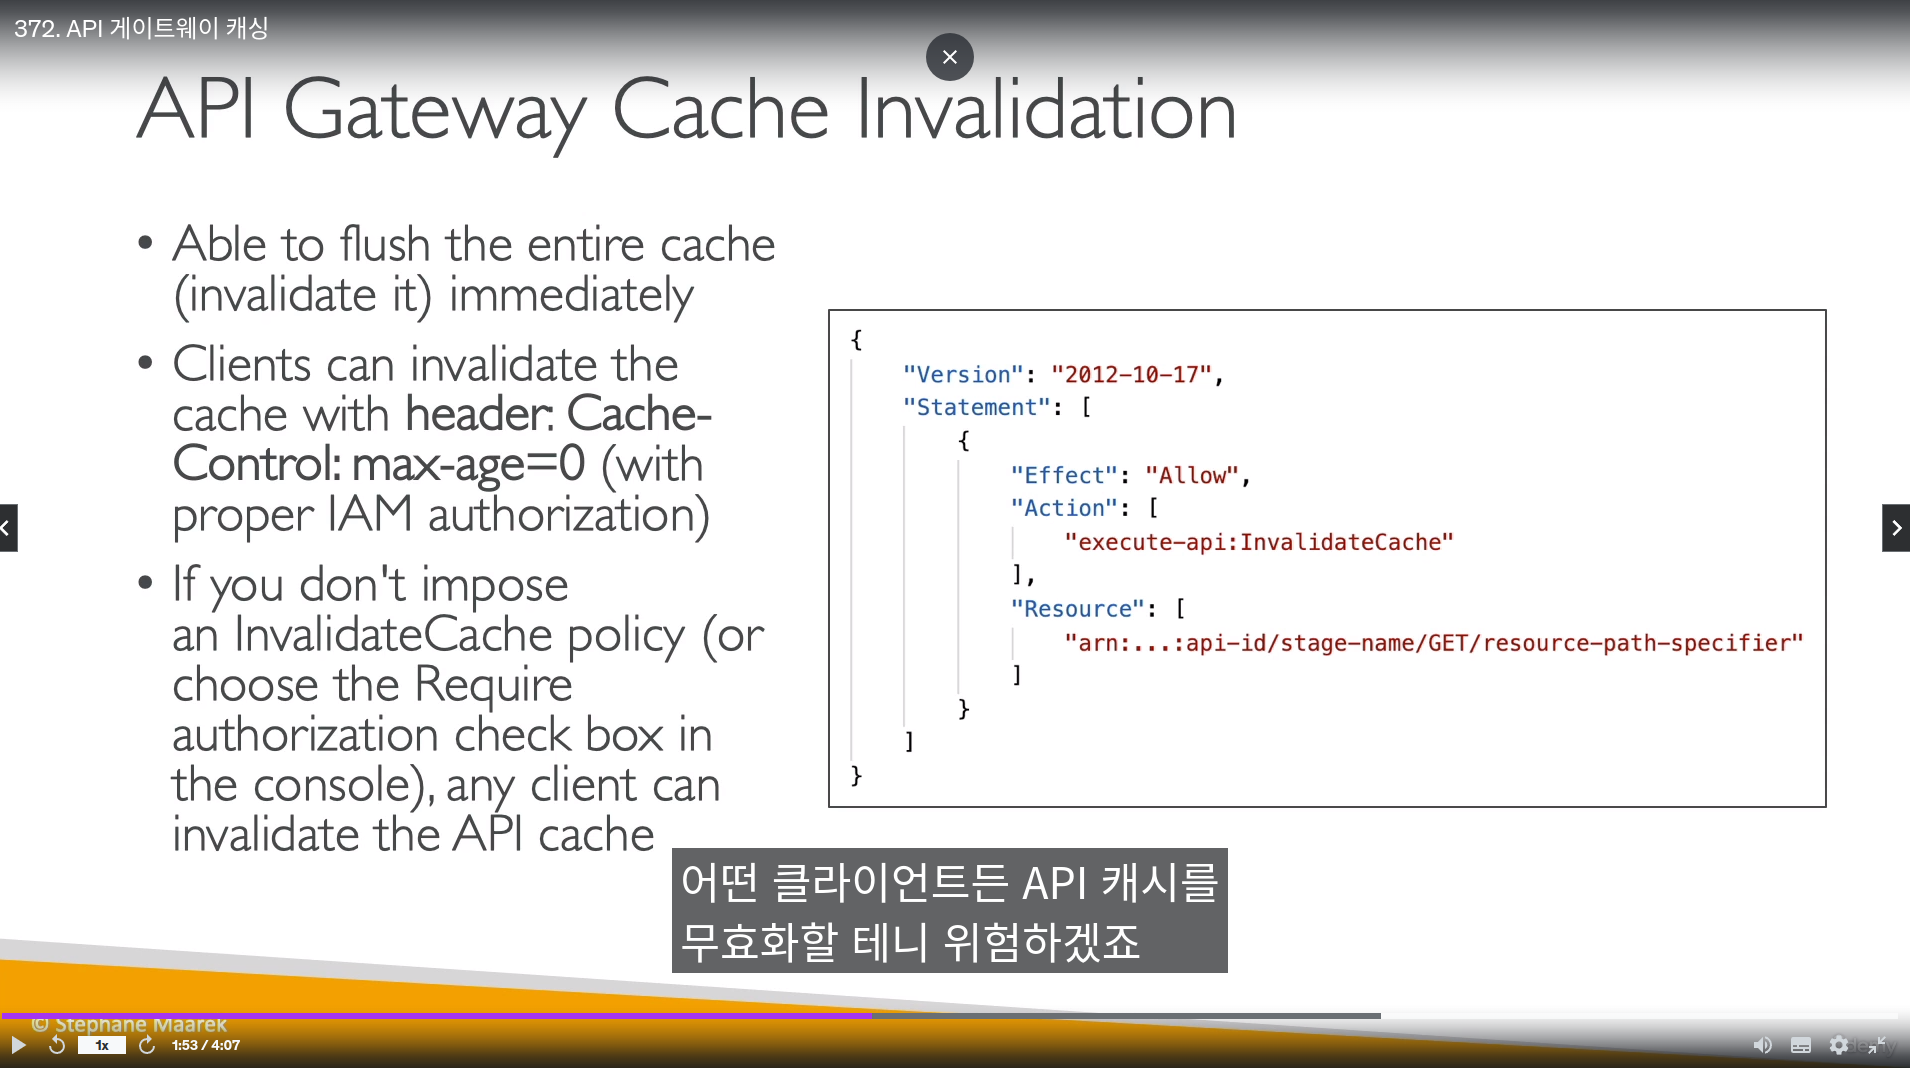 372. API 게이트웨이 캐싱
API Gateway Cache Invalidation
• Able to flush the entire cache
(invalidate it) immediately
• Clients can invalidate the
cache with header: Cache-
Control: max-age=0 (with
proper IAM authorization)
• If you don't impose
an InvalidateCache policy (or
choose the Require
authorization check box in
the console), any client can
invalidate the API cache
{
"Version": "2012-10-17",
"Statement": [
{
"Effect": "Allow",
"Action": [
"execute-api:InvalidateCache"
],
"Resource": [
"arn:...:api-id/stage-name/GET/resource-path-specifier"
]
}
]
}
어떤 클라이언트든 API 캐시를
무효화할 테니 위험하겠죠
© Stephane Maarek
1x
1:53 / 4:07